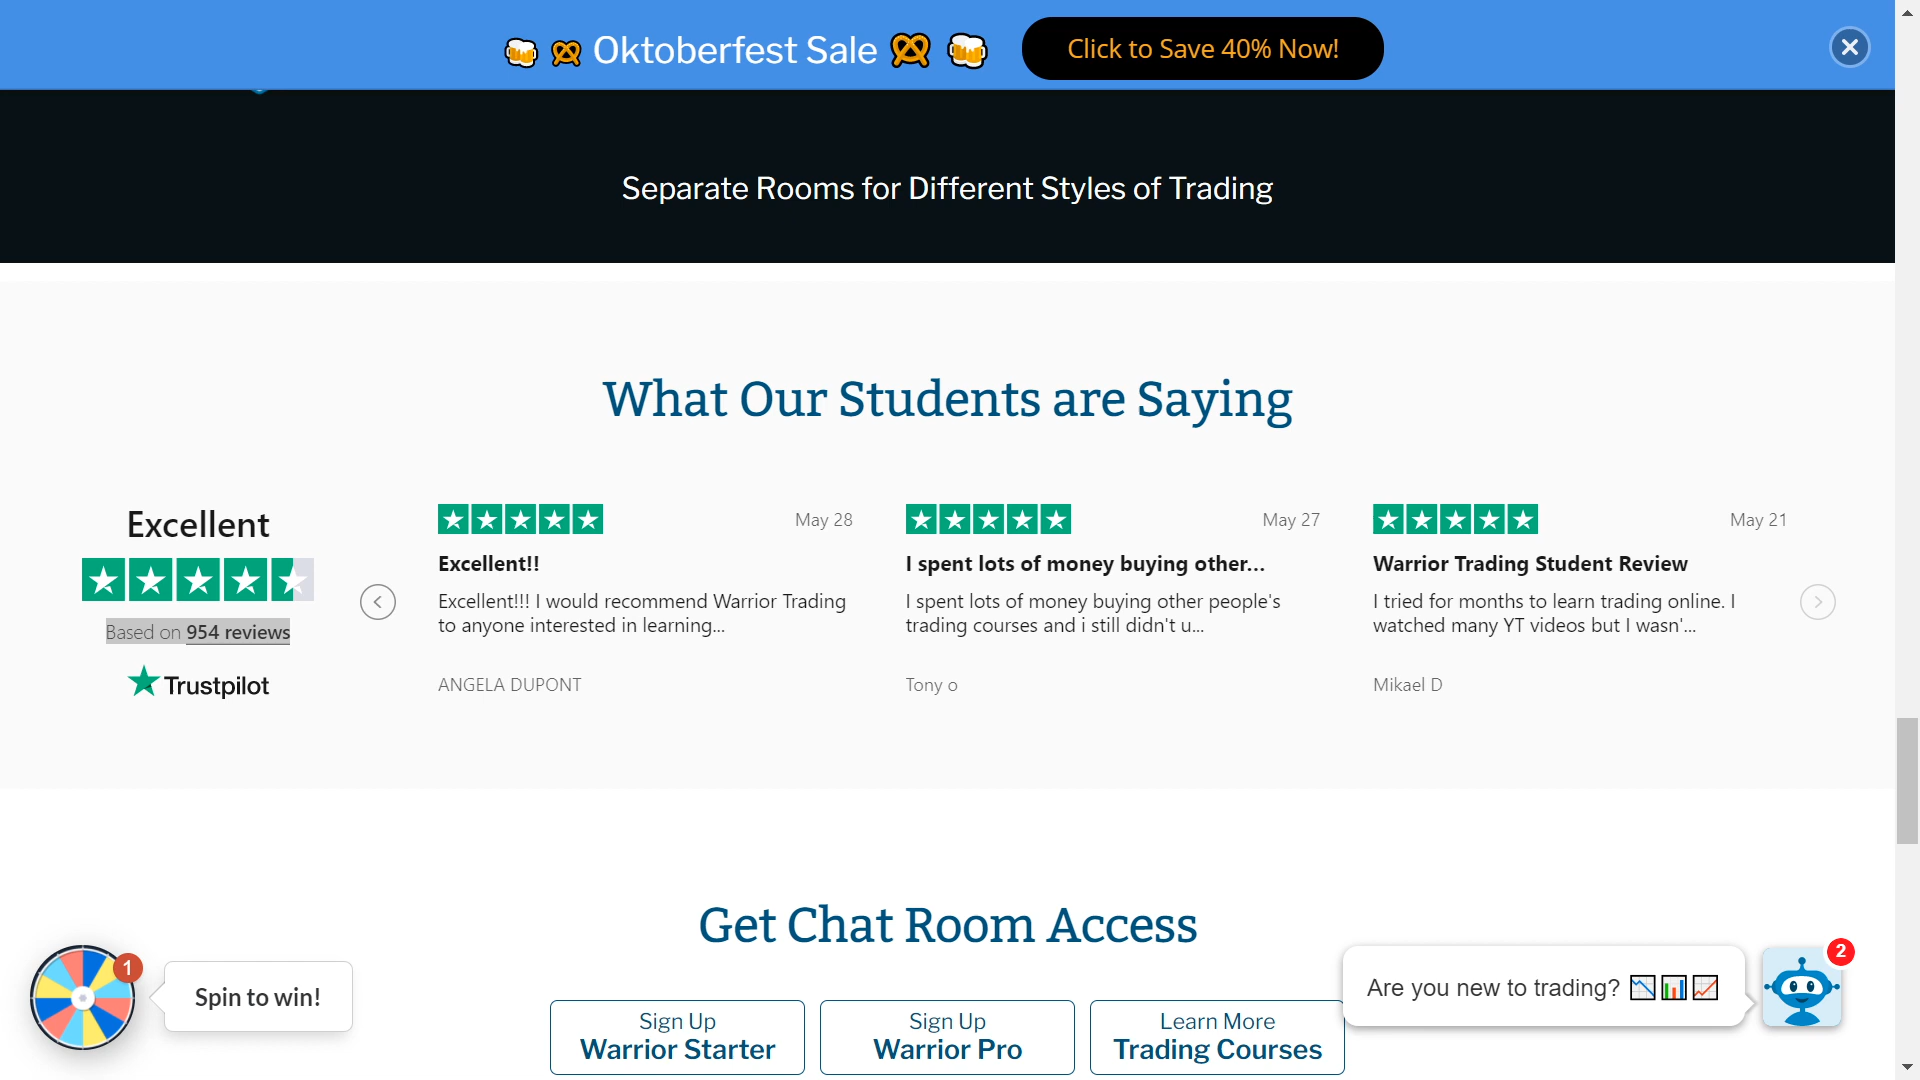 Oktoberfest Sale
Click to Save 40% Now!
Separate Rooms for Different Styles of Trading
What Our Students are Saying
Excellent
Based on 954 reviews
Trustpilot
May 28
Excellent!!
Excellent!!! I would recommend Warrior Trading
to anyone interested in learning...
ANGELA DUPONT
May 27
I spent lots of money buying other...
I spent lots of money buying other people's
trading courses and i still didn't u...
Tony o
May 21
Warrior Trading Student Review
I tried for months to learn trading online. I
watched many YT videos but I wasn'...
Mikael D
Get Chat Room Access
1
Spin to win!
Sign Up
Warrior Starter
Sign Up
Warrior Pro
Learn More
Trading Courses
Are you new to trading?
2